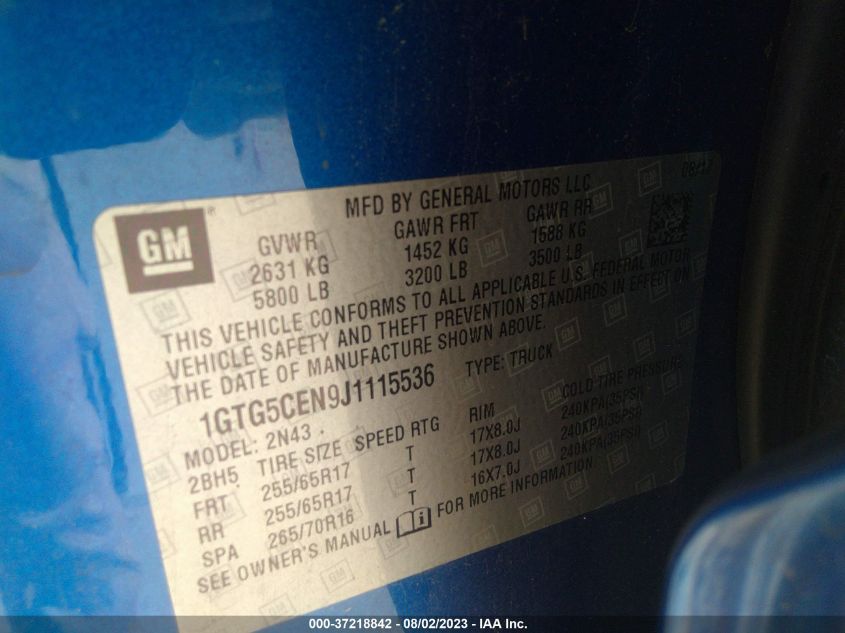 08/17
MFD BY GENERAL MOTORS LLC
GM ®
GVWR GAWR FRT GAWR RR
2631 KG 1452 KG 1588 KG
5800 LB 3200 LB 3500 LB
THIS VEHICLE CONFORMS TO ALL APPLICABLE U.S. FEDERAL MOTOR
VEHICLE SAFETY AND THEFT PREVENTION STANDARDS IN EFFECT ON
THE DATE OF MANUFACTURE SHOWN ABOVE.
1GTG5CEN9J1115536 TYPE: TRUCK
MODEL: 2N43
2BH5 TIRE SIZE SPEED RTG RIM COLD TIRE PRESSURE
FRT 255/65R17 T 17X8.0J 240KPA(35PSI)
RR 255/65R17 T 17X8.0J 240KPA(35PSI)
SPA 265/70R16 T 16X7.0J 240KPA(35PSI)
SEE OWNER'S MANUAL FOR MORE INFORMATION.
000-37218842 - 08/02/2023 - IAA Inc.